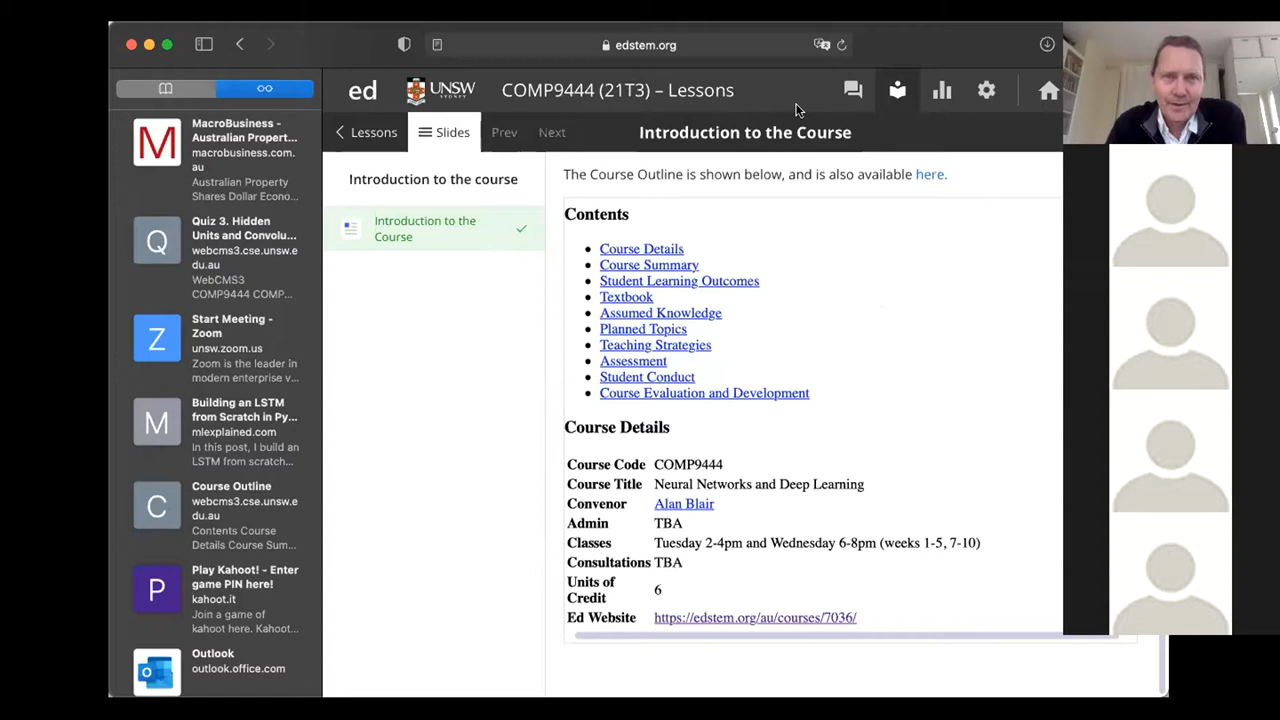 edstem.org
ed
UNSW
SYDNEY
COMP9444 (21T3) – Lessons
Lessons
Slides
Prev
Next
Introduction to the Course
M
MacroBusiness -
Australian Propert...
macrobusiness.com.
au
Australian Property
Shares Dollar Econo...
Q
Quiz 3. Hidden
Units and Convolu...
webcms3.cse.unsw.e
du.au
WebCMS3
COMP9444 COMP...
Z
Start Meeting -
Zoom
unsw.zoom.us
Zoom is the leader in
modern enterprise v...
M
Building an LSTM
from Scratch in Py...
mlexplained.com
In this post, I build an
LSTM from scratch...
C
Course Outline
webcms3.cse.unsw.e
du.au
Contents Course
Details Course Sum...
P
Play Kahoot! - Enter
game PIN here!
kahoot.it
Join a game of
kahoot here. Kahoot...
Outlook
outlook.office.com
Introduction to the course
Introduction to the
Course
The Course Outline is shown below, and is also available here.
Contents
Course Details
Course Summary
Student Learning Outcomes
Textbook
Assumed Knowledge
Planned Topics
Teaching Strategies
Assessment
Student Conduct
Course Evaluation and Development
Course Details
Course Code COMP9444
Course Title Neural Networks and Deep Learning
Convenor Alan Blair
Admin TBA
Classes Tuesday 2-4pm and Wednesday 6-8pm (weeks 1-5, 7-10)
Consultations TBA
Units of
Credit 6
Ed Website https://edstem.org/au/courses/7036/